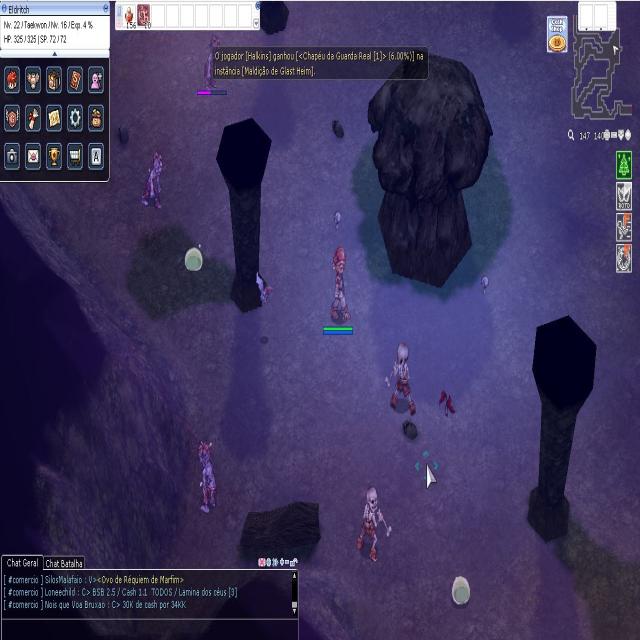 Eldritch
Nv. 22 / Taekwon / Nv. 16 / Exp. 4 %
HP. 325 / 325 | SP. 72 / 72
O jogador [Halkins] ganhou [<Chapéu da Guarda Real [1]> (6.00%)] na
instância [Maldição de Glast Heim].
147 140
Chat Geral Chat Batalha
[ #comercio ] SilosMalafaio : V><Ovo de Réquiem de Marfim>
[ #comercio ] Loneechild : C> BSB 2.5 / Cash 1.1 TODOS / Lamina dos céus [3]
[ #comercio ] Nois que Voa Bruxao : C> 30K de cash por 34KK